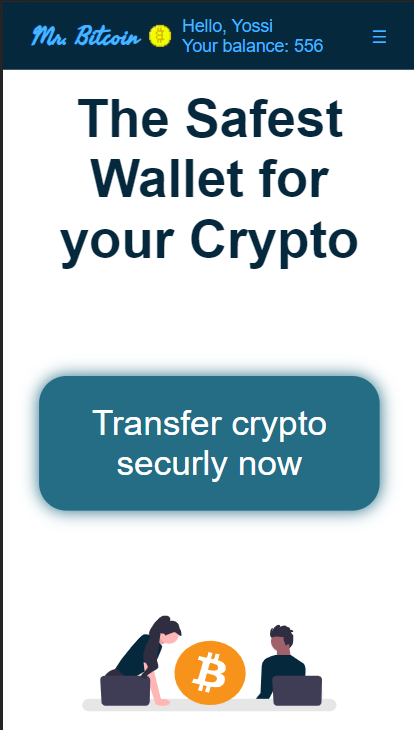 Mr. Bitcoin
Hello, Yossi
Your balance: 556
The Safest
Wallet for
your Crypto
Transfer crypto
securly now